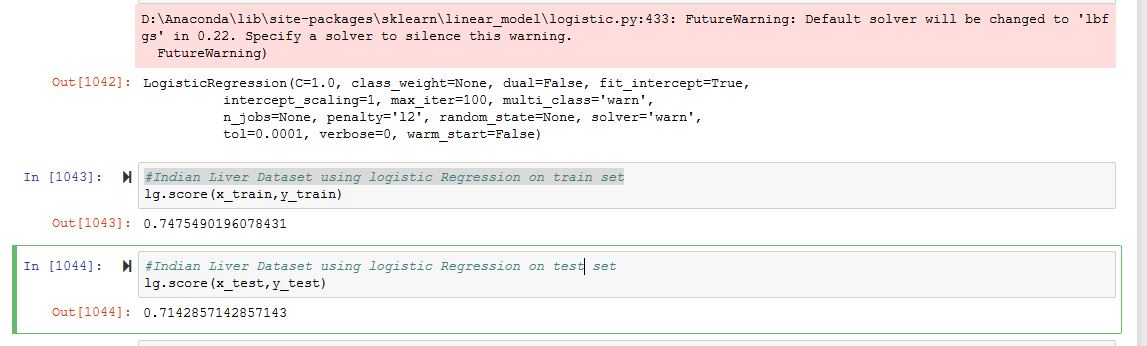 D:\Anaconda\lib\site-packages\sklearn\linear_model\logistic.py:433: FutureWarning: Default solver will be changed to 'lbf
gs' in 0.22. Specify a solver to silence this warning.
  FutureWarning)
Out[1042]: LogisticRegression(C=1.0, class_weight=None, dual=False, fit_intercept=True,
          intercept_scaling=1, max_iter=100, multi_class='warn',
          n_jobs=None, penalty='l2', random_state=None, solver='warn',
          tol=0.0001, verbose=0, warm_start=False)
In [1043]: #Indian Liver Dataset using logistic Regression on train set
lg.score(x_train,y_train)
Out[1043]: 0.7475490196078431
In [1044]: #Indian Liver Dataset using logistic Regression on test set
lg.score(x_test,y_test)
Out[1044]: 0.7142857142857143